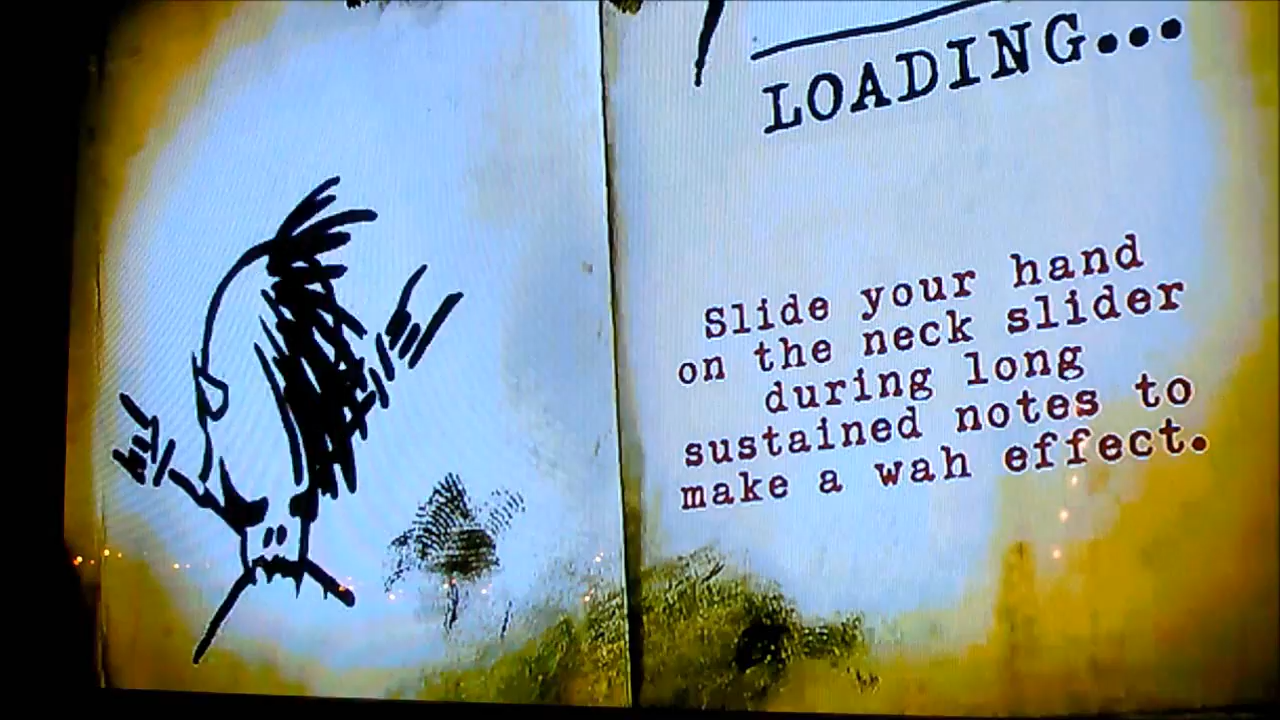 LOADING...
Slide your hand
on the neck slider
during long
sustained notes to
make a wah effect.